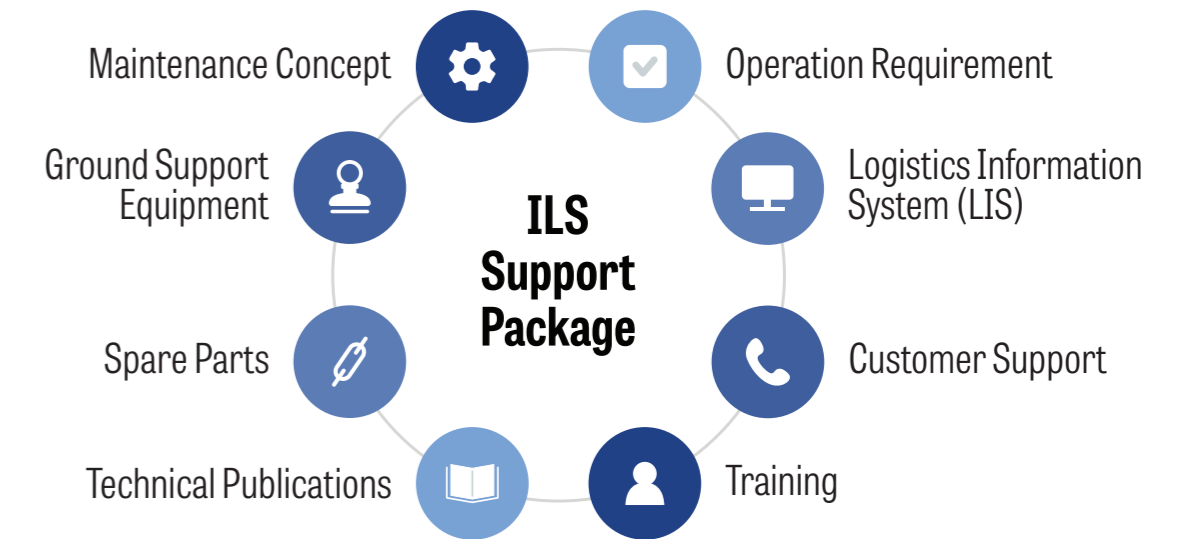 Maintenance Concept
Operation Requirement
Ground Support
Equipment
Logistics Information
System (LIS)
ILS
Support
Package
Spare Parts
Customer Support
Technical Publications
Training